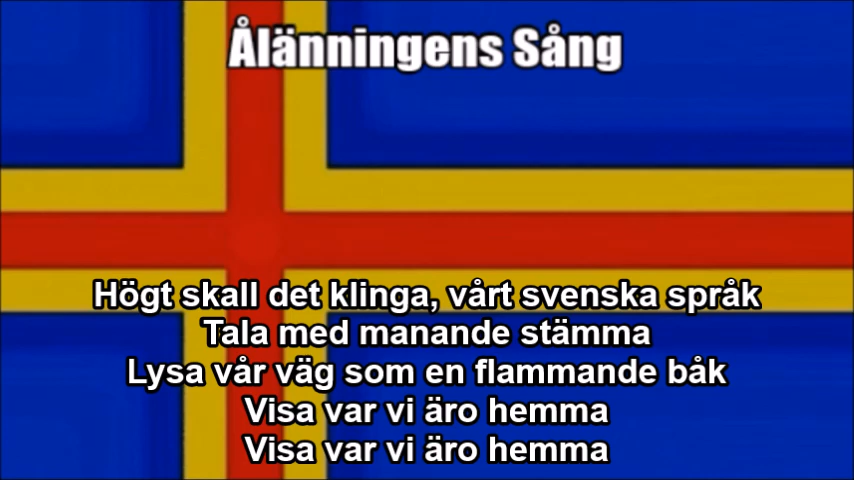 Ålänningens Sång
Högt skall det klinga, vårt svenska språk
Tala med manande stämma
Lysa vår väg som en flammande båk
Visa var vi äro hemma
Visa var vi äro hemma